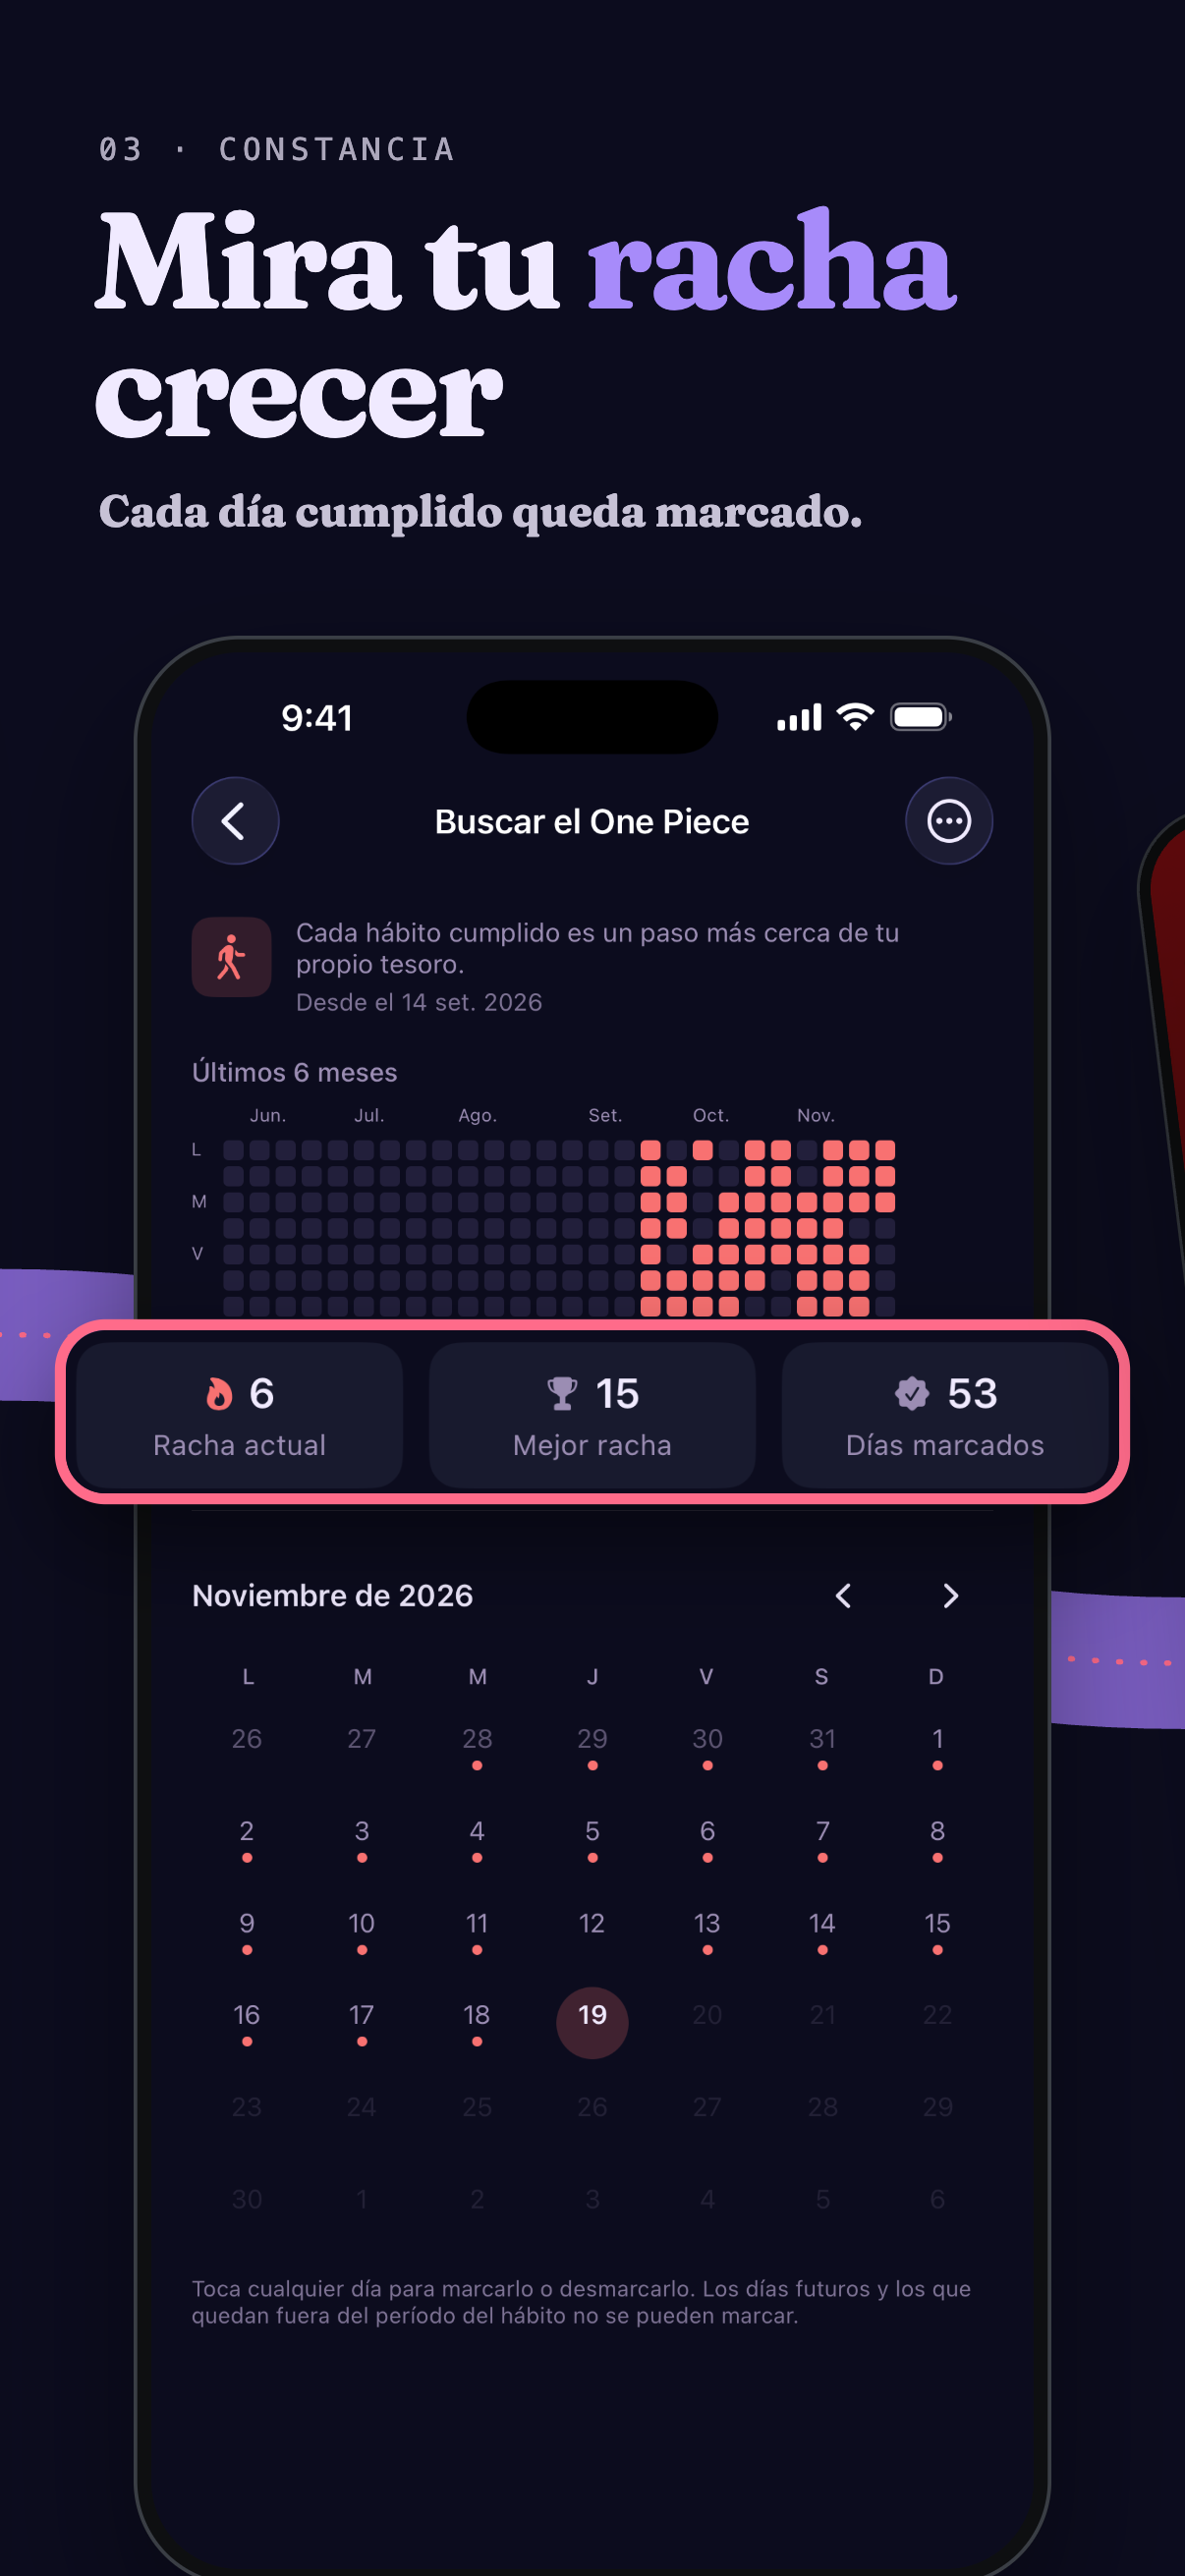 03 · CONSTANCIA
Mira tu racha
crecer
Cada día cumplido queda marcado.
9:41
Buscar el One Piece
Cada hábito cumplido es un paso más cerca de tu
propio tesoro.
Desde el 14 set. 2026
Últimos 6 meses
Jun. Jul. Ago. Set. Oct. Nov.
L
M
V
6 15 53
Racha actual Mejor racha Días marcados
Noviembre de 2026
L M M J V S D
26 27 28 29 30 31 1
2 3 4 5 6 7 8
9 10 11 12 13 14 15
16 17 18 19 20 21 22
23 24 25 26 27 28 29
30 1 2 3 4 5 6
Toca cualquier día para marcarlo o desmarcarlo. Los días futuros y los que
quedan fuera del período del hábito no se pueden marcar.